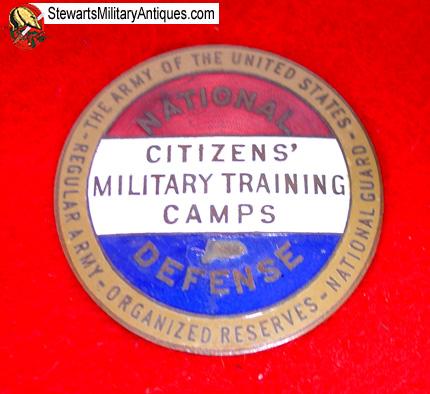 StewartsMilitaryAntiques.com
- THE ARMY OF THE UNITED STATES - NATIONAL GUARD - ORGANIZED RESERVES - REGULAR ARMY
NATIONAL
CITIZENS'
MILITARY TRAINING
CAMPS
DEFENSE